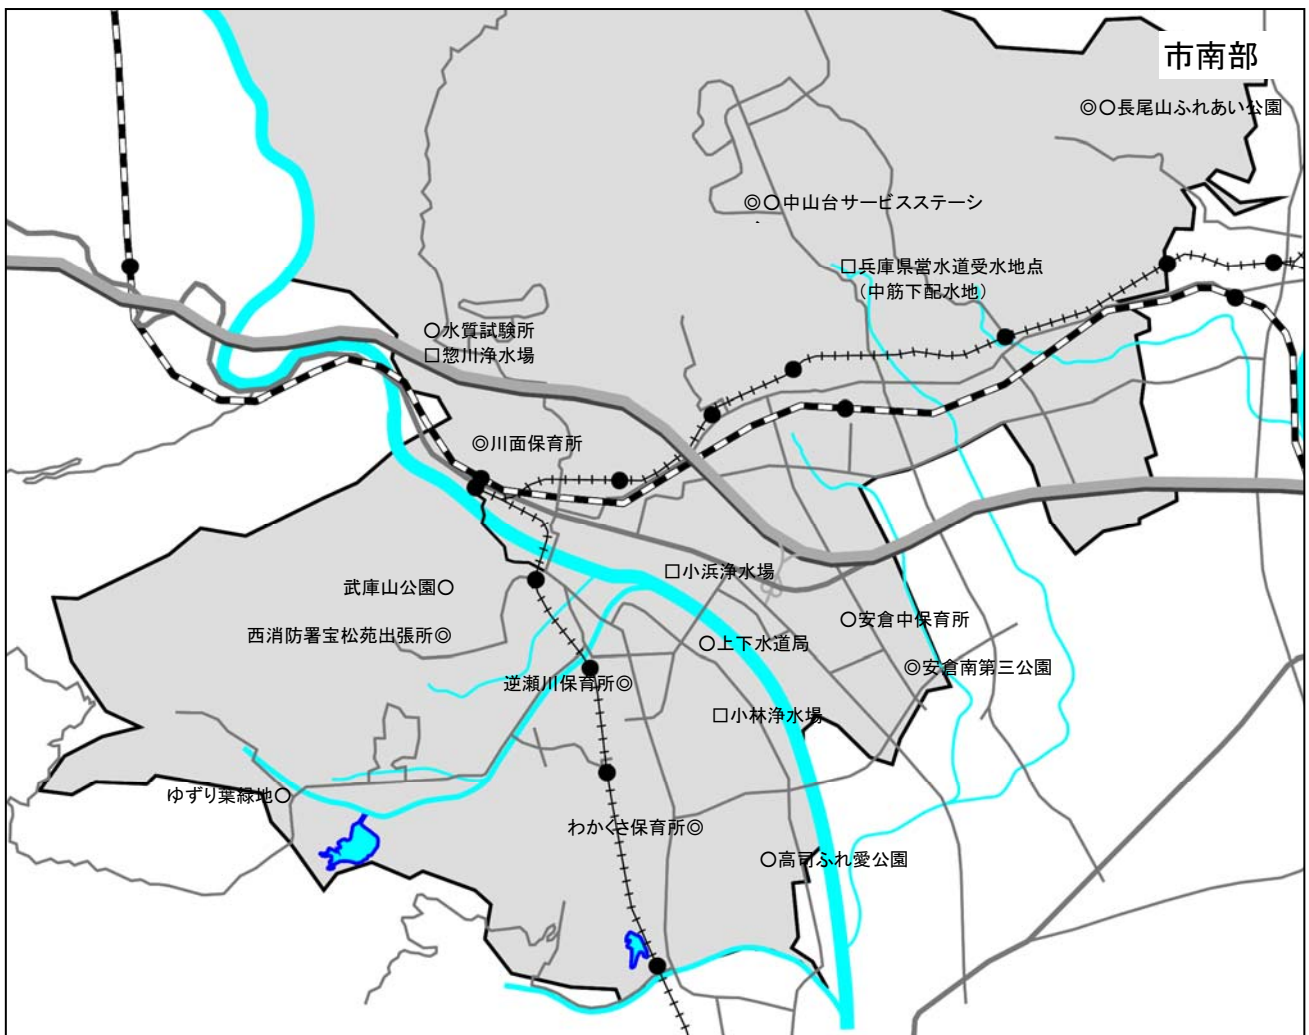 市南部
◎○長尾山ふれあい公園
◎○中山台サービスステーシ
□兵庫県営水道受水地点
(中筋下配水地)
○水質試験所
□惣川浄水場
◎川面保育所
□小浜浄水場
武庫山公園○
○安倉中保育所
西消防署宝松苑出張所◎
○上下水道局
◎安倉南第三公園
逆瀬川保育所◎
□小林浄水場
ゆずり葉緑地○
わかくさ保育所◎
○高司ふれ愛公園